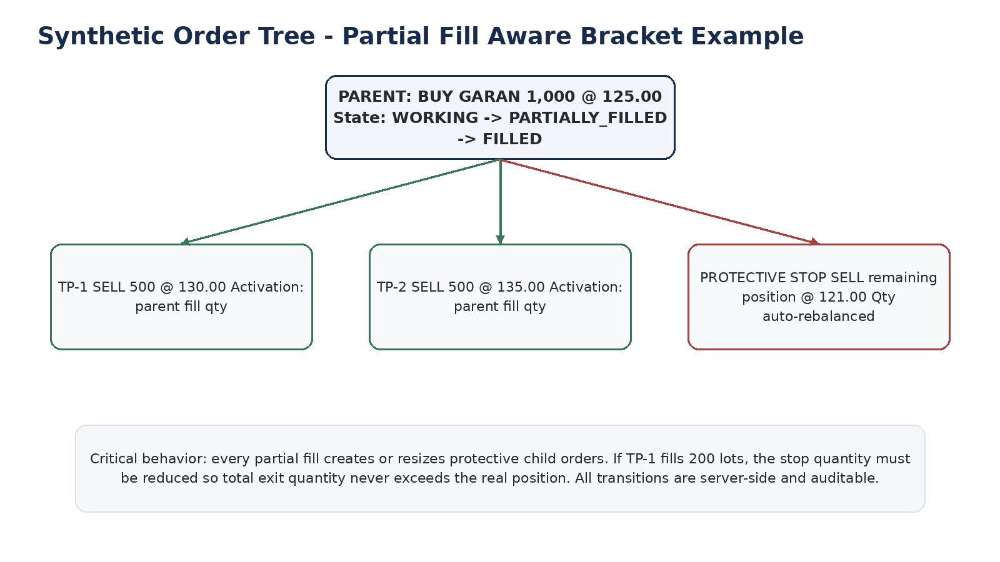 Synthetic Order Tree - Partial Fill Aware Bracket Example
PARENT: BUY GARAN 1,000 @ 125.00
State: WORKING -> PARTIALLY_FILLED
-> FILLED
TP-1 SELL 500 @ 130.00 Activation:
parent fill qty
TP-2 SELL 500 @ 135.00 Activation:
parent fill qty
PROTECTIVE STOP SELL remaining
position @ 121.00 Qty
auto-rebalanced
Critical behavior: every partial fill creates or resizes protective child orders. If TP-1 fills 200 lots, the stop quantity must
be reduced so total exit quantity never exceeds the real position. All transitions are server-side and auditable.